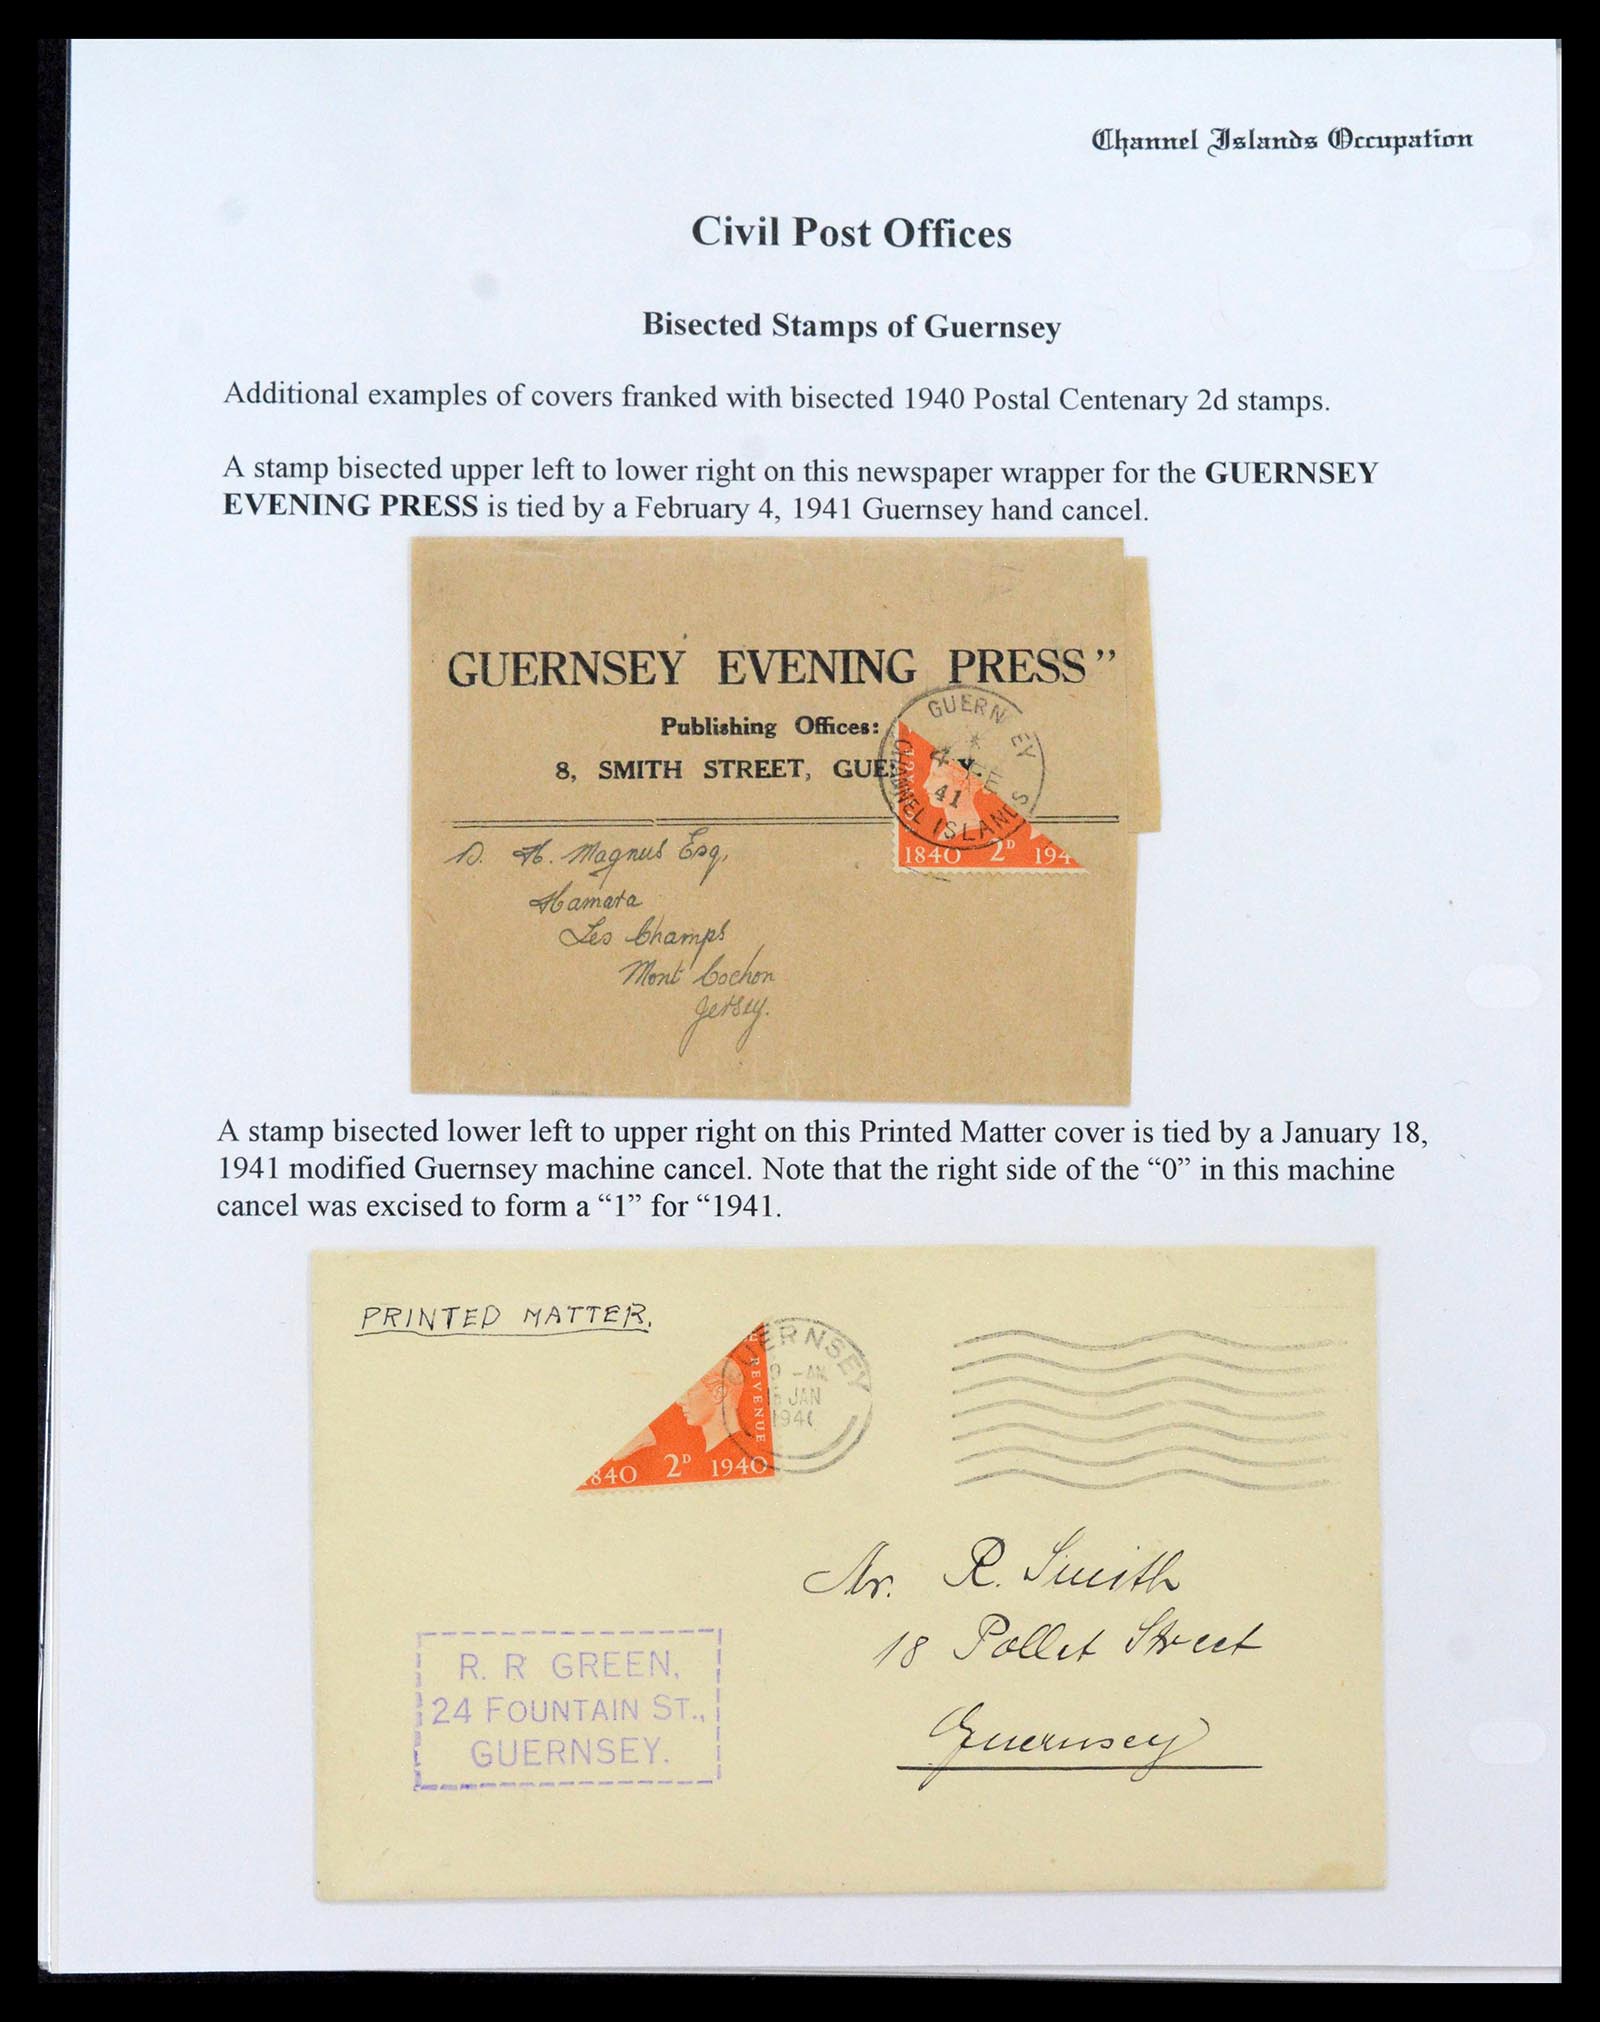 Channel Islands Occupation
Civil Post Offices
Bisected Stamps of Guernsey
Additional examples of covers franked with bisected 1940 Postal Centenary 2d stamps.
A stamp bisected upper left to lower right on this newspaper wrapper for the GUERNSEY
EVENING PRESS is tied by a February 4, 1941 Guernsey hand cancel.
GUERNSEY EVENING PRESS”
Publishing Offices:
8, SMITH STREET, GUE Y.
GUERN EY
4 FE
41
CHANNEL ISLANDS
1840 2D 194
D. H. Magnus Esq,
Hamara
Les Champs
Mont Cochon
Jersey.
A stamp bisected lower left to upper right on this Printed Matter cover is tied by a January 18,
1941 modified Guernsey machine cancel. Note that the right side of the “0” in this machine
cancel was excised to form a “1” for “1941.
PRINTED MATTER.
GUERNSEY
-AM
JAN
194(
REVENUE
840 2D 1940
Mr. R. Smith
18 Pollet Street
Guernsey
R. R GREEN,
24 FOUNTAIN ST.,
GUERNSEY.